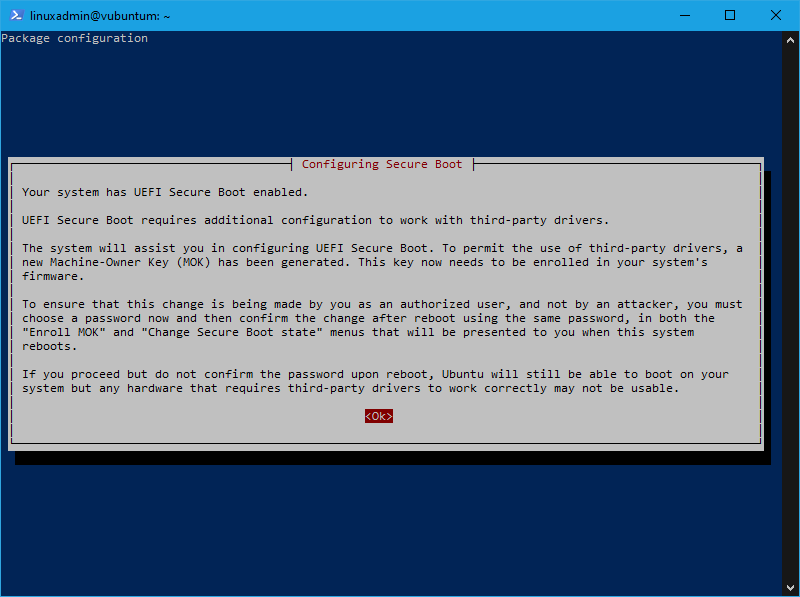 linuxadmin@vubuntum: ~
Package configuration
Configuring Secure Boot
Your system has UEFI Secure Boot enabled.
UEFI Secure Boot requires additional configuration to work with third-party drivers.
The system will assist you in configuring UEFI Secure Boot. To permit the use of third-party drivers, a
new Machine-Owner Key (MOK) has been generated. This key now needs to be enrolled in your system's
firmware.
To ensure that this change is being made by you as an authorized user, and not by an attacker, you must
choose a password now and then confirm the change after reboot using the same password, in both the
"Enroll MOK" and "Change Secure Boot state" menus that will be presented to you when this system
reboots.
If you proceed but do not confirm the password upon reboot, Ubuntu will still be able to boot on your
system but any hardware that requires third-party drivers to work correctly may not be usable.
<Ok>